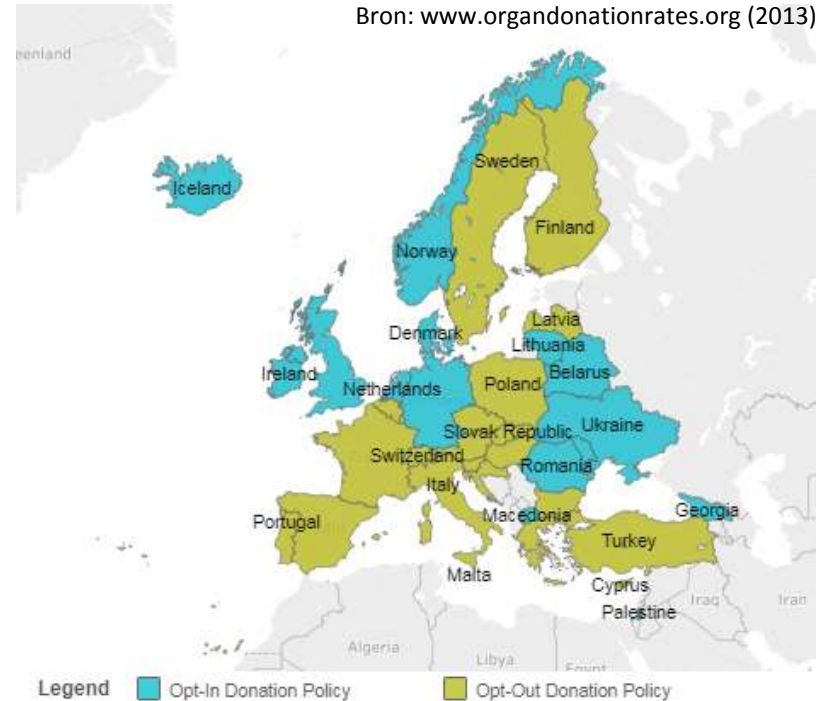 Bron: www.organdonationrates.org (2013)
eenland
Iceland
Sweden
Finland
Norway
Latvia
Denmark
Lithuania
Ireland
Belarus
Netherlands
Poland
Ukraine
Slovak Republic
Switzerland
Romania
Italy
Georgia
Portugal
Macedonia
Turkey
Malta
Cyprus
Iraq
Iran
Palestine
Algeria
Libya
Egypt
Legend Opt-In Donation Policy Opt-Out Donation Policy